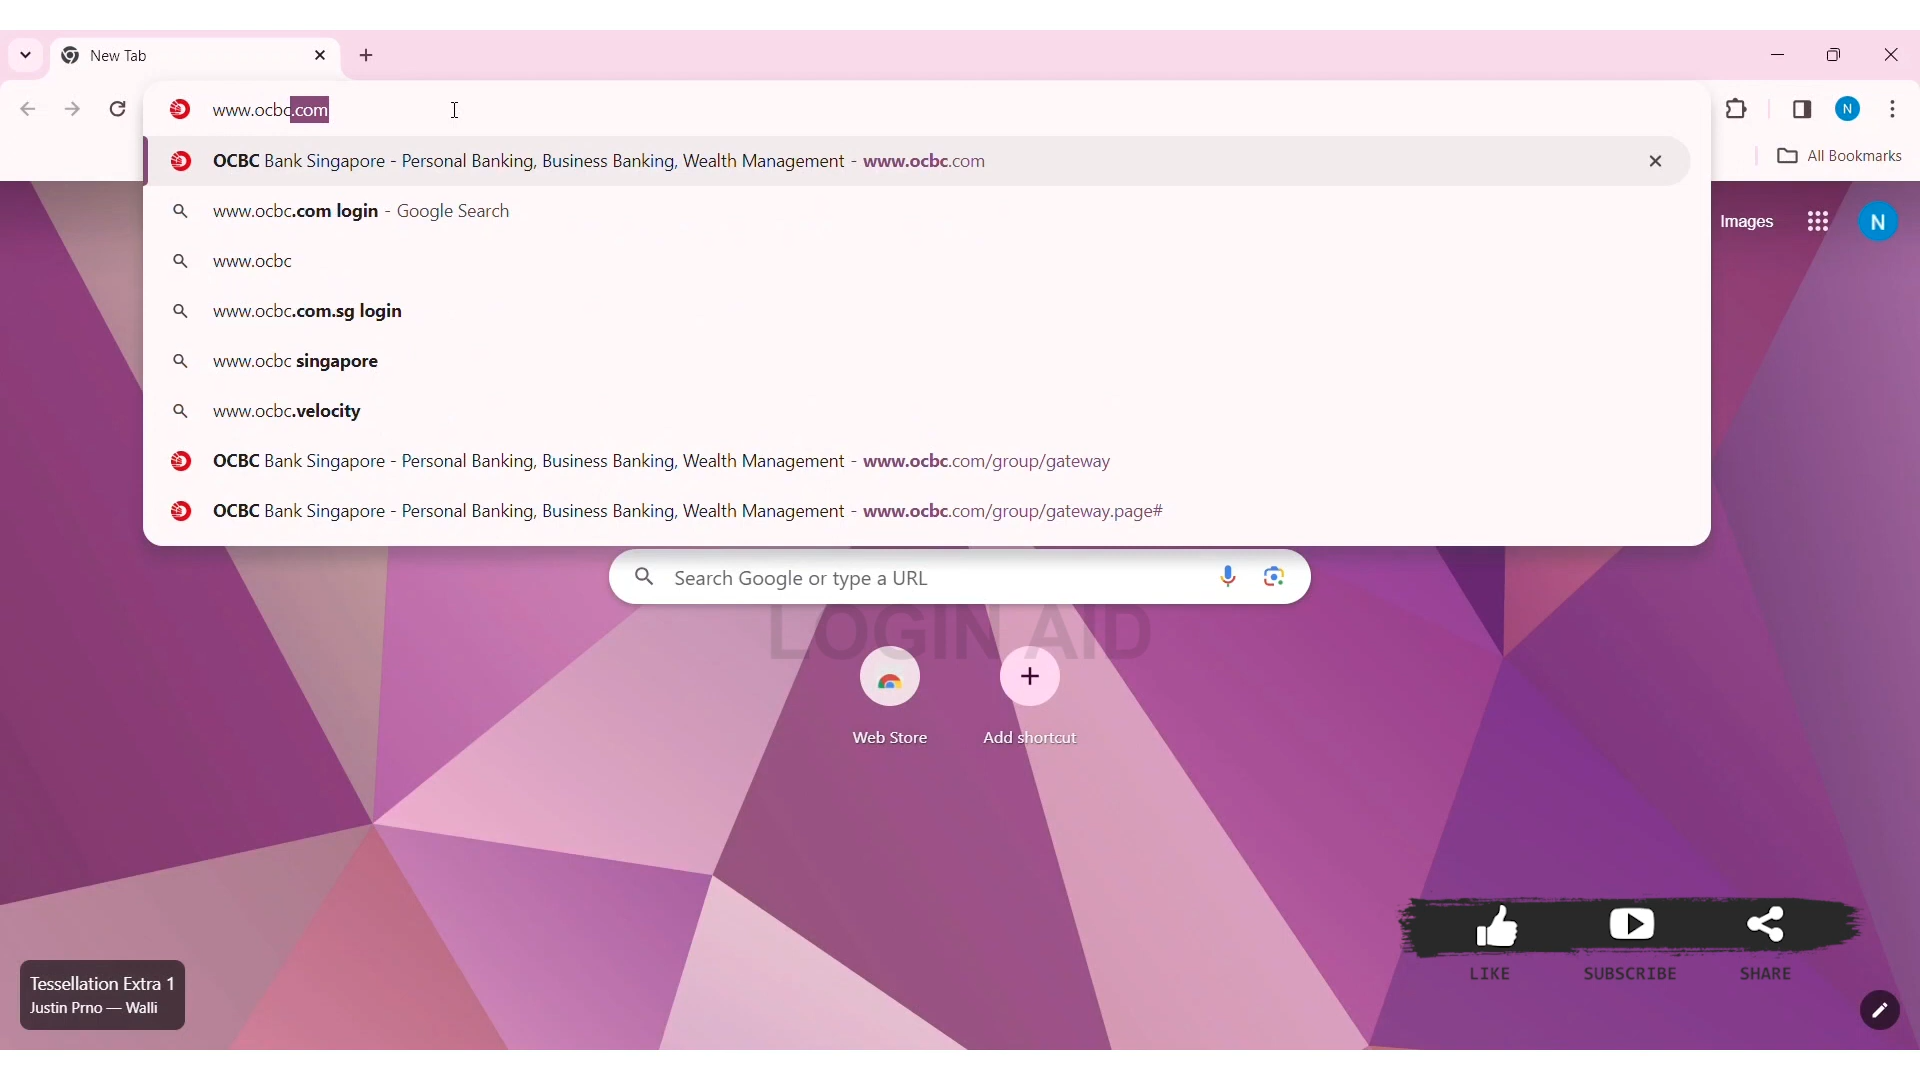 New Tab
www.ocbc.com
N
OCBC Bank Singapore - Personal Banking, Business Banking, Wealth Management - www.ocbc.com
All Bookmarks
www.ocbc.com login - Google Search
Images
N
www.ocbc
www.ocbc.com.sg login
www.ocbc singapore
www.ocbc.velocity
OCBC Bank Singapore - Personal Banking, Business Banking, Wealth Management - www.ocbc.com/group/gateway
OCBC Bank Singapore - Personal Banking, Business Banking, Wealth Management - www.ocbc.com/group/gateway.page#
Search Google or type a URL
LOGIN AID
Web Store
Add shortcut
LIKE
SUBSCRIBE
SHARE
Tessellation Extra 1
Justin Prno — Walli